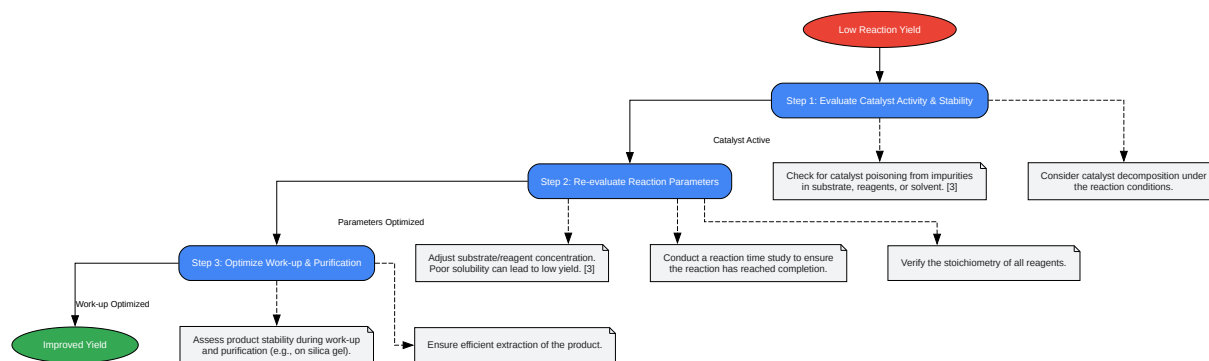 Low Reaction Yield
Step 1: Evaluate Catalyst Activity & Stability
Catalyst Active
Check for catalyst poisoning from impurities
in substrate, reagents, or solvent. [3]
Consider catalyst decomposition under
the reaction conditions.
Step 2: Re-evaluate Reaction Parameters
Parameters Optimized
Adjust substrate/reagent concentration.
Poor solubility can lead to low yield. [3]
Conduct a reaction time study to ensure
the reaction has reached completion.
Verify the stoichiometry of all reagents.
Step 3: Optimize Work-up & Purification
Work-up Optimized
Assess product stability during work-up
and purification (e.g., on silica gel).
Ensure efficient extraction of the product.
Improved Yield